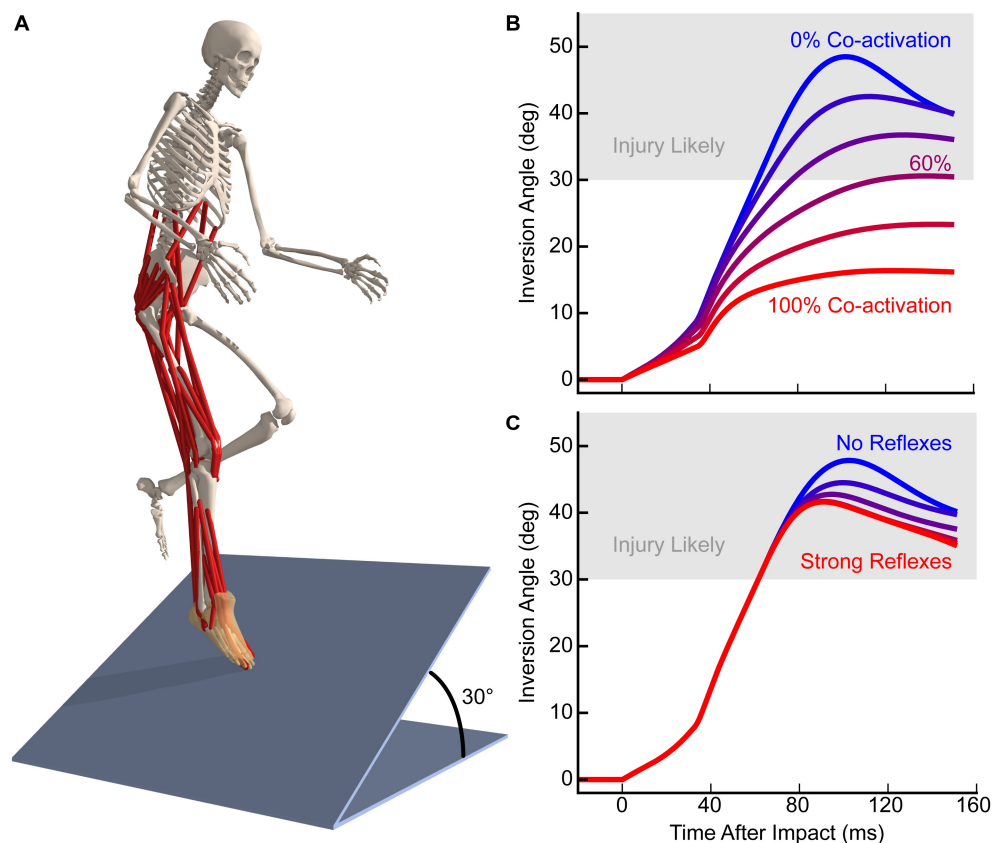 A
30°
B
Inversion Angle (deg)
50
40
30
20
10
0
0% Co-activation
Injury Likely
60%
100% Co-activation
C
Inversion Angle (deg)
50
40
30
20
10
0
No Reflexes
Injury Likely
Strong Reflexes
0
40
80
120
160
Time After Impact (ms)